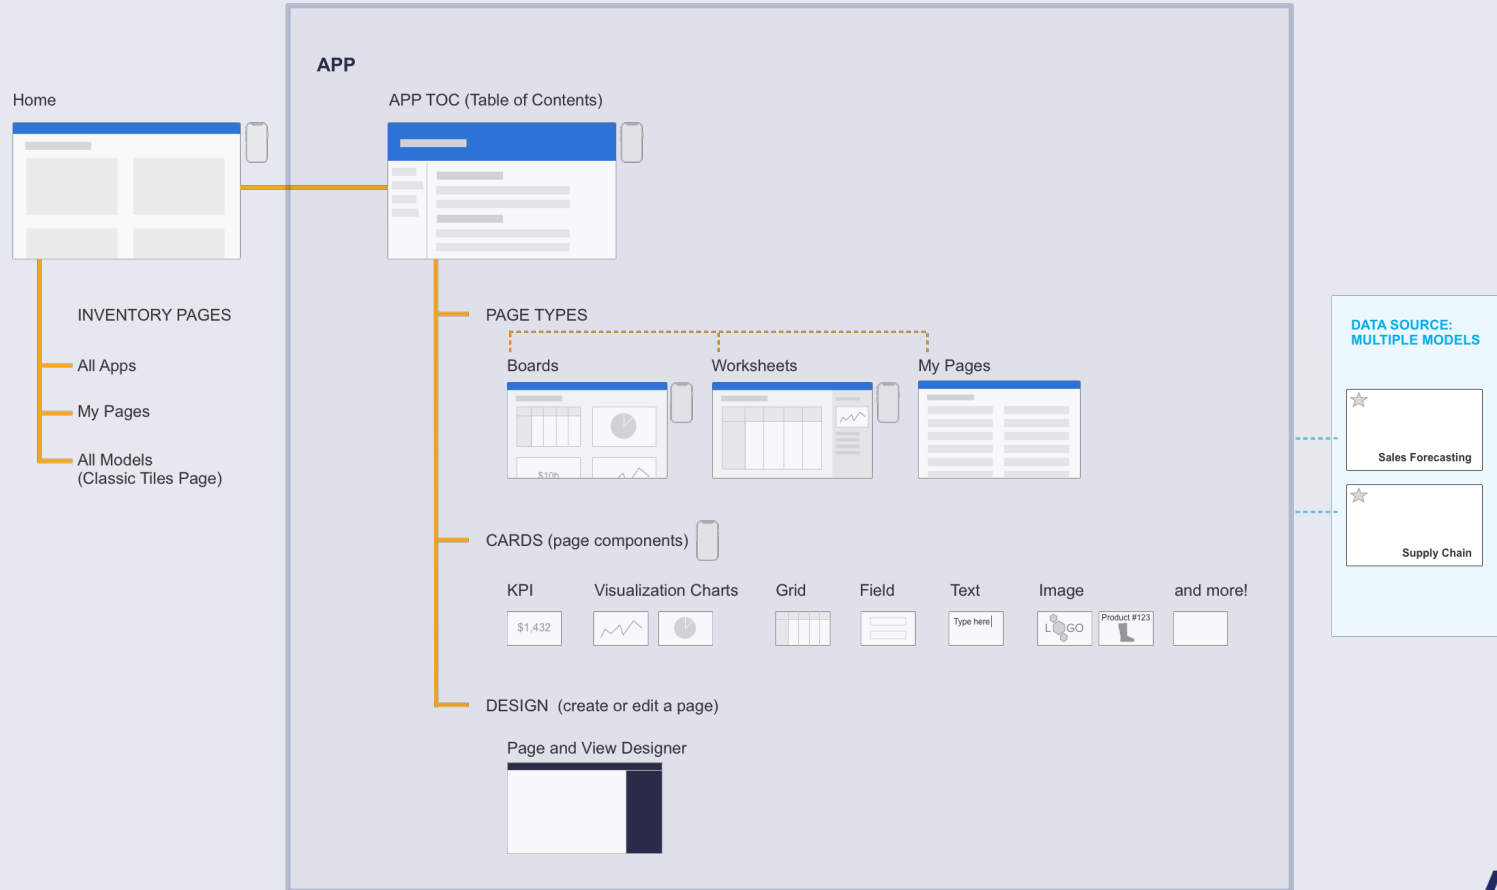 APP
Home
APP TOC (Table of Contents)
INVENTORY PAGES
All Apps
My Pages
All Models
(Classic Tiles Page)
PAGE TYPES
Boards
Worksheets
My Pages
$10b
CARDS (page components)
KPI
Visualization Charts
Grid
Field
Text
Image
and more!
$1,432
Type here
LOGO
Product #123
DESIGN (create or edit a page)
Page and View Designer
DATA SOURCE:
MULTIPLE MODELS
Sales Forecasting
Supply Chain